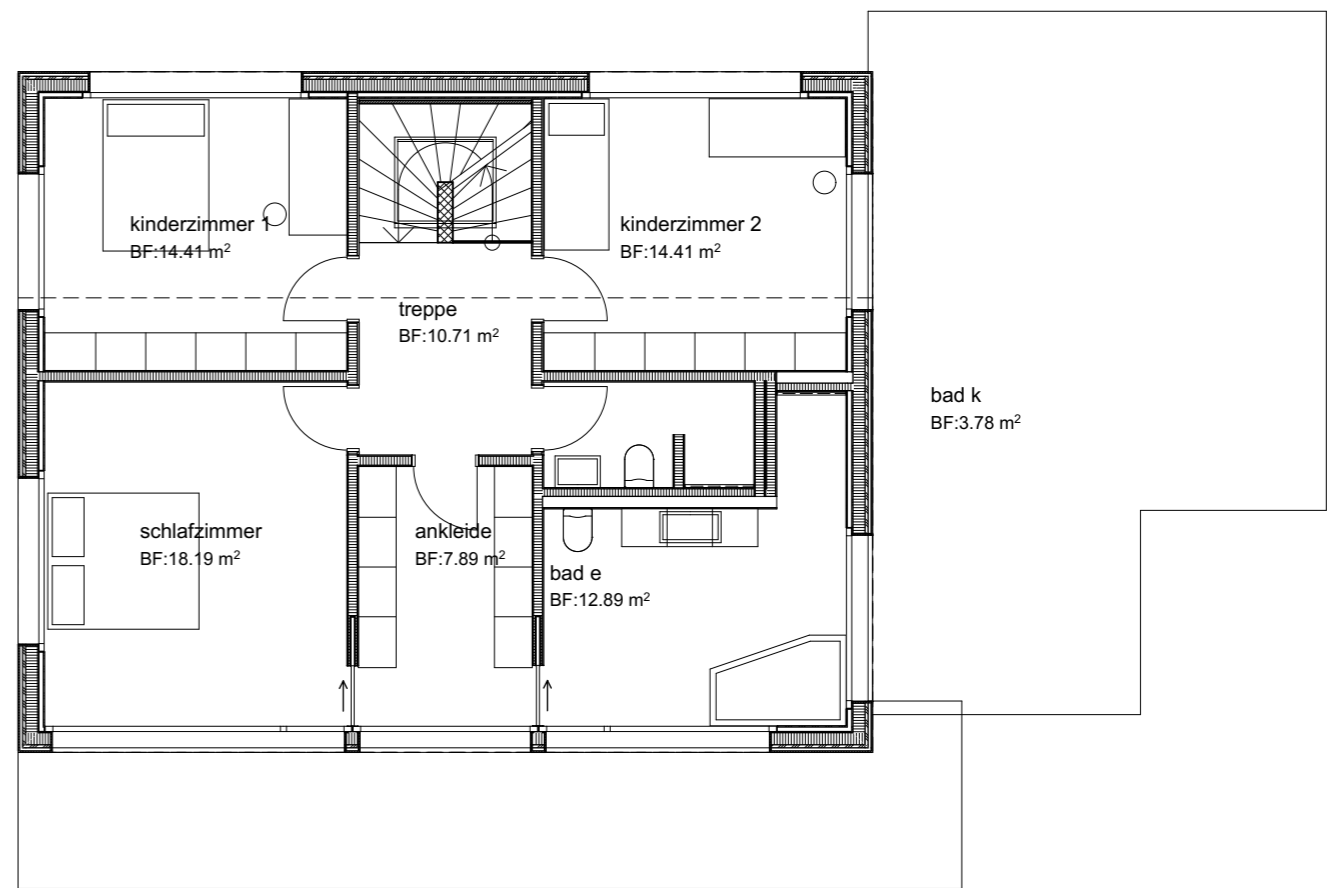 kinderzimmer 1
BF:14.41 m²
kinderzimmer 2
BF:14.41 m²
treppe
BF:10.71 m²
bad k
BF:3.78 m²
schlafzimmer
BF:18.19 m²
ankleide
BF:7.89 m²
bad e
BF:12.89 m²